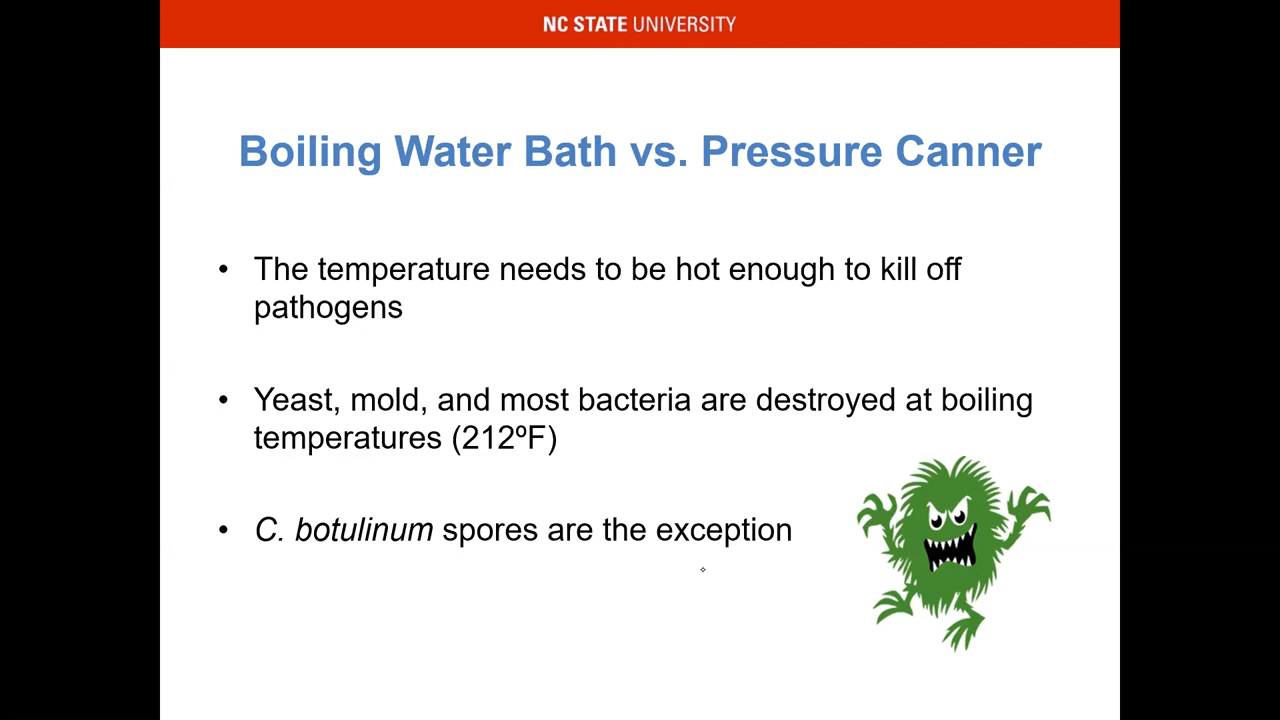 NC STATE UNIVERSITY
Boiling Water Bath vs. Pressure Canner
• The temperature needs to be hot enough to kill off
pathogens
• Yeast, mold, and most bacteria are destroyed at boiling
temperatures (212ºF)
• C. botulinum spores are the exception